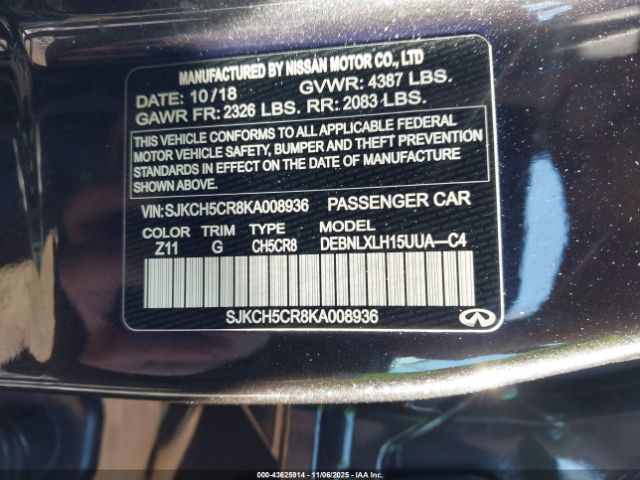 MANUFACTURED BY NISSAN MOTOR CO., LTD
DATE: 10/18 GVWR: 4387 LBS.
GAWR FR: 2326 LBS. RR: 2083 LBS.
THIS VEHICLE CONFORMS TO ALL APPLICABLE FEDERAL
MOTOR VEHICLE SAFETY, BUMPER AND THEFT PREVENTION
STANDARDS IN EFFECT ON THE DATE OF MANUFACTURE
SHOWN ABOVE.
VIN: SJKCH5CR8KA008936 PASSENGER CAR
COLOR TRIM TYPE MODEL
Z11 G CH5CR8 DEBNLXLH15UUA-C4
SJKCH5CR8KA008936
000-43625914 - 11/06/2025 - IAA Inc.